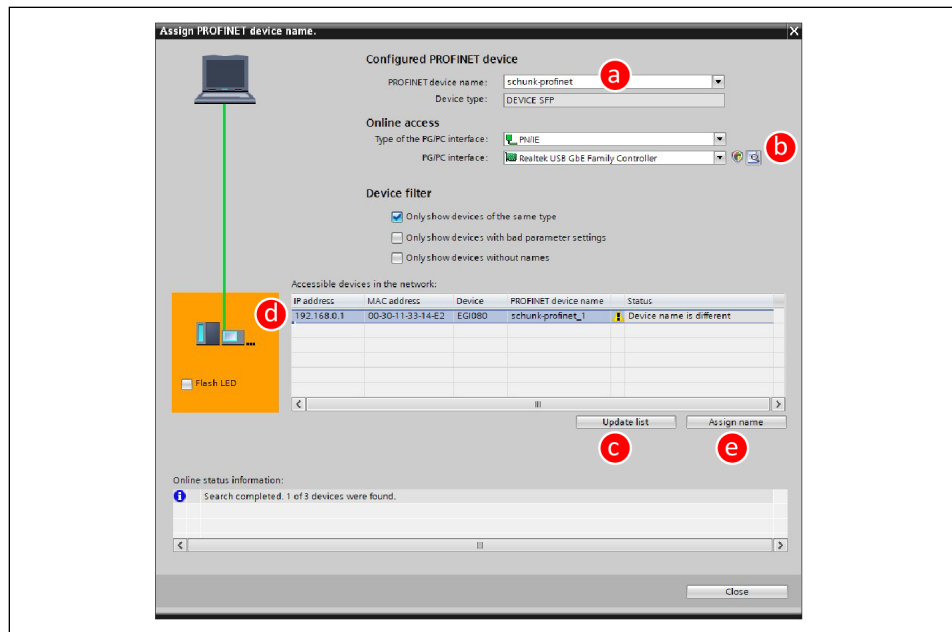 Assign PROFINET device name.
Configured PROFINET device
PROFINET device name: schunk-profinet a
Device type: DEVICE SFP
Online access
Type of the PG/PC interface: PN/IE
PG/PC interface: Realtek USB GbE Family Controller b
Device filter
Only show devices of the same type
Only show devices with bad parameter settings
Only show devices without names
Accessible devices in the network:
IP address MAC address Device PROFINET device name Status
d 192.168.0.1 00-30-11-33-14-E2 EGI080 schunk-profinet_1 Device name is different
Flash LED
Update list Assign name
c e
Online status information:
Search completed. 1 of 3 devices were found.
Close